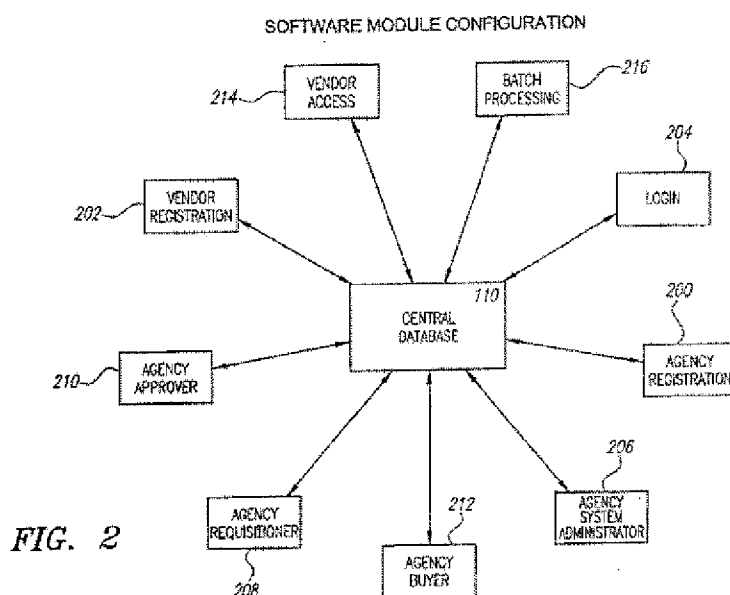 SOFTWARE MODULE CONFIGURATION
214
VENDOR
ACCESS
BATCH
PROCESSING
216
204
LOGIN
202
VENDOR
REGISTRATION
110
CENTRAL
DATABASE
200
AGENCY
REGISTRATION
210
AGENCY
APPROVER
206
AGENCY
SYSTEM
ADMINISTRATOR
AGENCY
REQUISITIONER
208
212
AGENCY
BUYER
FIG. 2